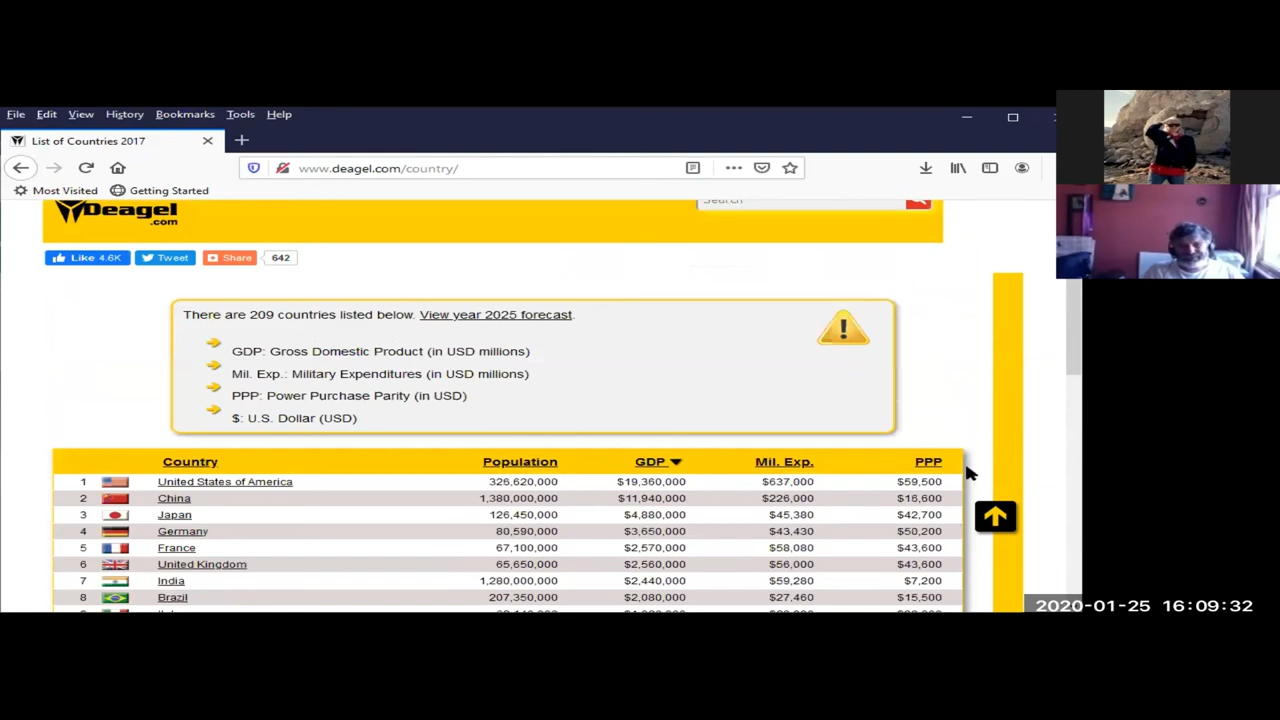 File Edit View History Bookmarks Tools Help
List of Countries 2017
www.deagel.com/country/
Most Visited Getting Started
Deagel
.com
Search
Like 4.6K Tweet Share 642
There are 209 countries listed below. View year 2025 forecast.
GDP: Gross Domestic Product (in USD millions)
Mil. Exp.: Military Expenditures (in USD millions)
PPP: Power Purchase Parity (in USD)
$: U.S. Dollar (USD)
Country Population GDP Mil. Exp. PPP
1 United States of America 326,620,000 $19,360,000 $637,000 $59,500
2 China 1,380,000,000 $11,940,000 $226,000 $16,600
3 Japan 126,450,000 $4,880,000 $45,380 $42,700
4 Germany 80,590,000 $3,650,000 $43,430 $50,200
5 France 67,100,000 $2,570,000 $58,080 $43,600
6 United Kingdom 65,650,000 $2,560,000 $56,000 $43,600
7 India 1,280,000,000 $2,440,000 $59,280 $7,200
8 Brazil 207,350,000 $2,080,000 $27,460 $15,500
2020-01-25 16:09:32